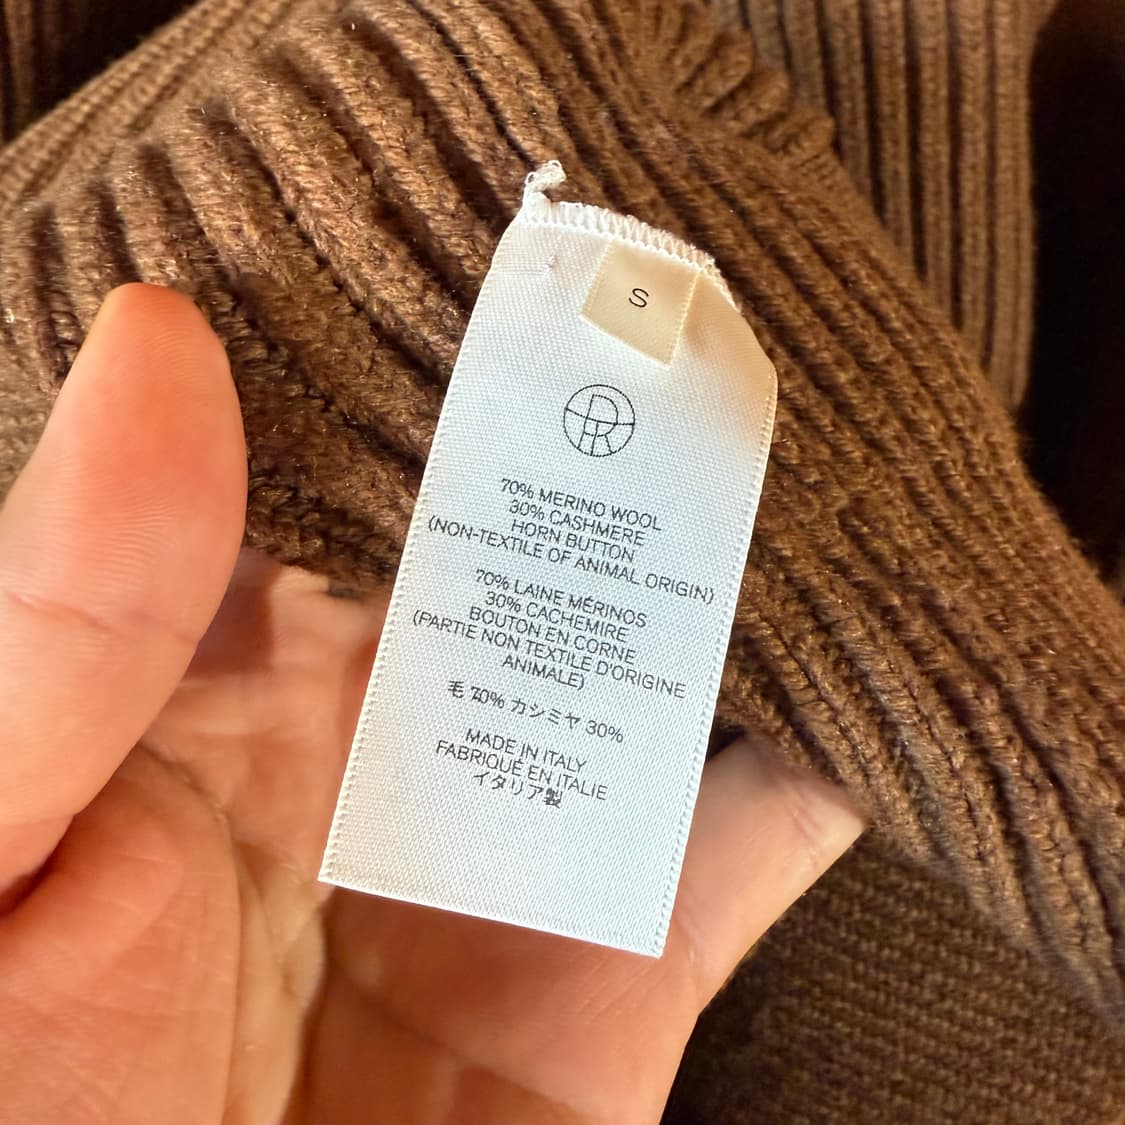 S
70% MERINO WOOL
30% CASHMERE
HORN BUTTON
(NON-TEXTILE OF ANIMAL ORIGIN)
70% LAINE MÉRINOS
30% CACHEMIRE
BOUTON EN CORNE
(PARTIE NON TEXTILE D'ORIGINE
ANIMALE)
毛 70% カシミヤ 30%
MADE IN ITALY
FABRIQUÉ EN ITALIE
イタリア製